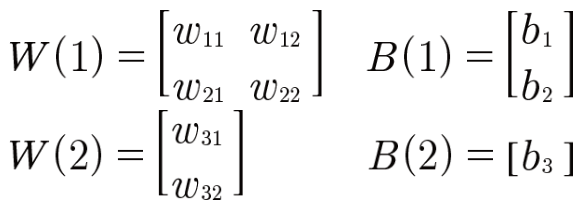 W(1) = [w₁₁ w₁₂ w₂₁ w₂₂] B(1) = [b₁ b₂]
W(2) = [w₃₁ w₃₂] B(2) = [b₃]